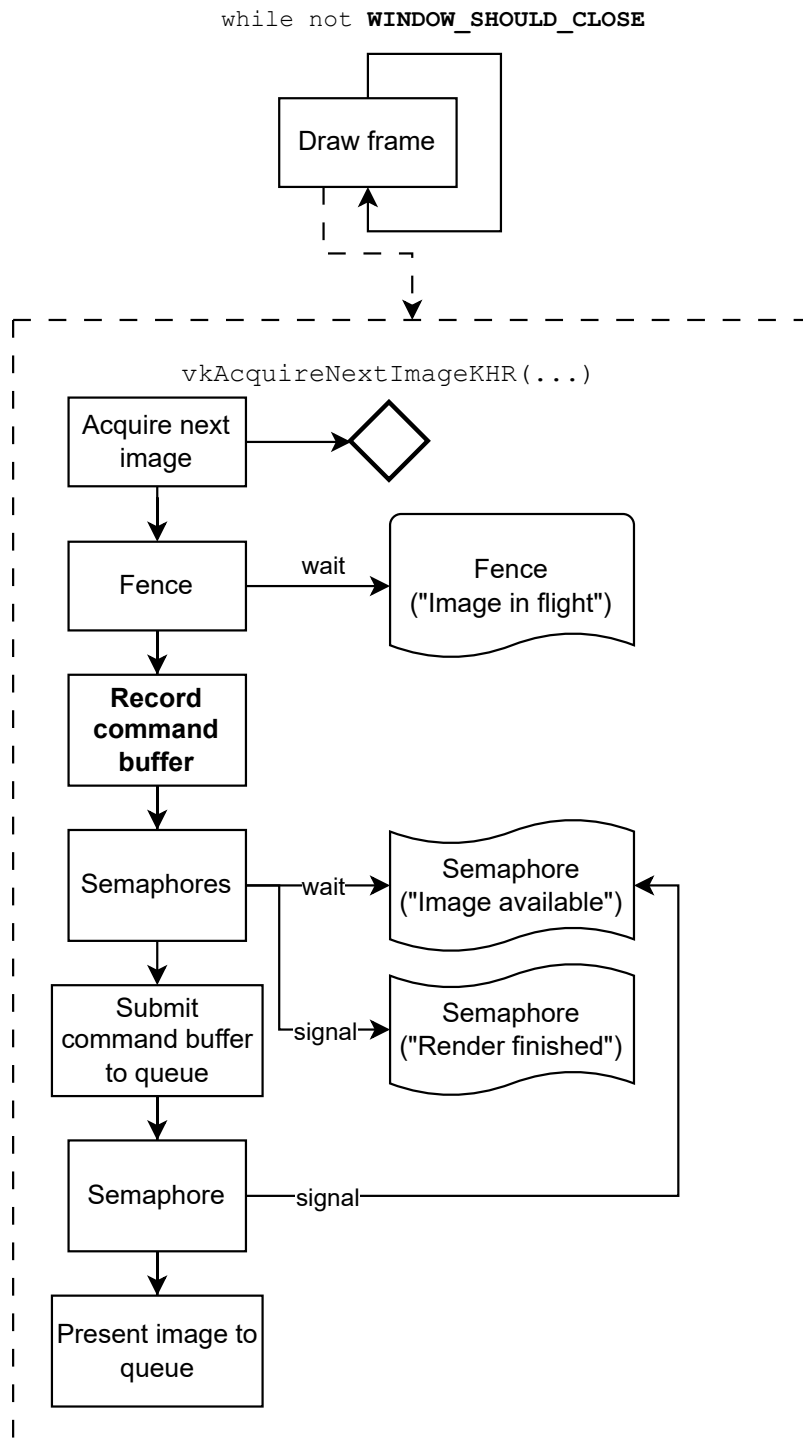 while not WINDOW_SHOULD_CLOSE
Draw frame
vkAcquireNextImageKHR(...)
Acquire next
image
Fence
wait
Fence
("Image in flight")
Record
command
buffer
Semaphores
wait
Semaphore
("Image available")
Submit
command buffer
to queue
signal
Semaphore
("Render finished")
Semaphore
signal
Present image to
queue